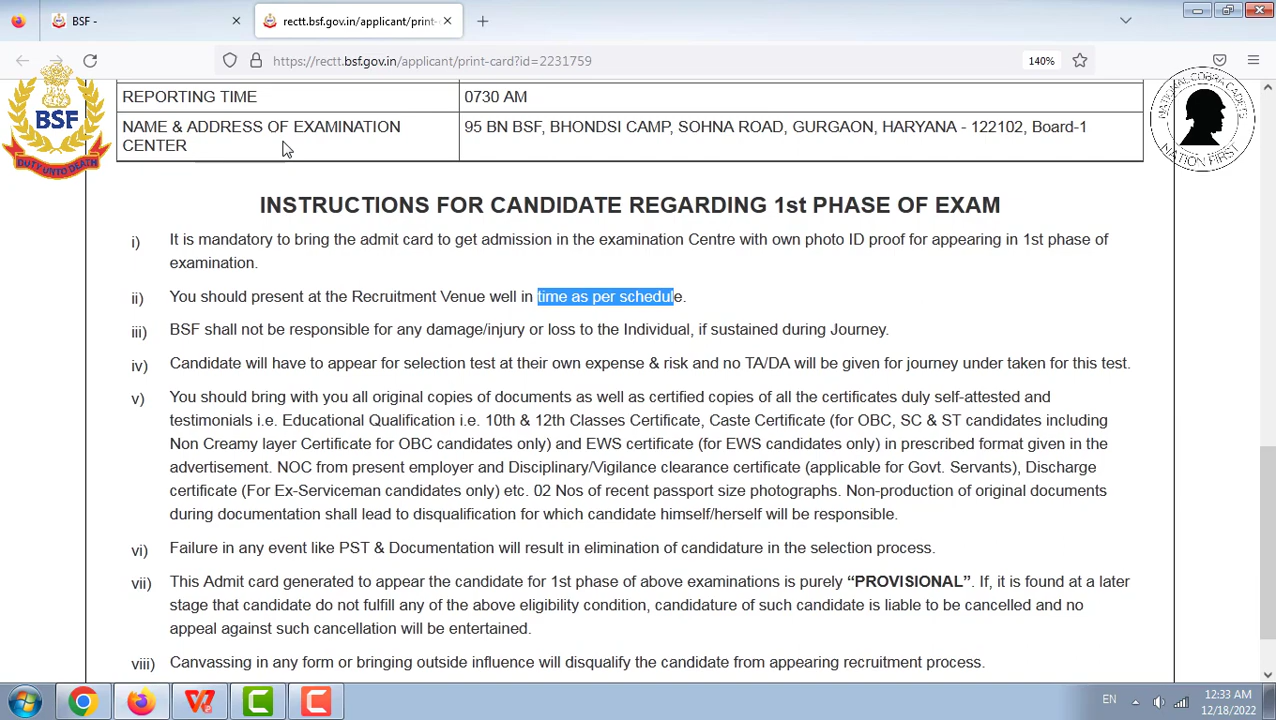 BSF -
rectt.bsf.gov.in/applicant/print-
https://rectt.bsf.gov.in/applicant/print-card?id=2231759
140%
BSF
DUTY UNTO DEATH
NATIONAL COBRA CADETS
NATION FIRST
REPORTING TIME
0730 AM
NAME & ADDRESS OF EXAMINATION
CENTER
95 BN BSF, BHONDSI CAMP, SOHNA ROAD, GURGAON, HARYANA - 122102, Board-1
INSTRUCTIONS FOR CANDIDATE REGARDING 1st PHASE OF EXAM
i) It is mandatory to bring the admit card to get admission in the examination Centre with own photo ID proof for appearing in 1st phase of
examination.
ii) You should present at the Recruitment Venue well in time as per schedule.
iii) BSF shall not be responsible for any damage/injury or loss to the Individual, if sustained during Journey.
iv) Candidate will have to appear for selection test at their own expense & risk and no TA/DA will be given for journey under taken for this test.
v) You should bring with you all original copies of documents as well as certified copies of all the certificates duly self-attested and
testimonials i.e. Educational Qualification i.e. 10th & 12th Classes Certificate, Caste Certificate (for OBC, SC & ST candidates including
Non Creamy layer Certificate for OBC candidates only) and EWS certificate (for EWS candidates only) in prescribed format given in the
advertisement. NOC from present employer and Disciplinary/Vigilance clearance certificate (applicable for Govt. Servants), Discharge
certificate (For Ex-Serviceman candidates only) etc. 02 Nos of recent passport size photographs. Non-production of original documents
during documentation shall lead to disqualification for which candidate himself/herself will be responsible.
vi) Failure in any event like PST & Documentation will result in elimination of candidature in the selection process.
vii) This Admit card generated to appear the candidate for 1st phase of above examinations is purely “PROVISIONAL”. If, it is found at a later
stage that candidate do not fulfill any of the above eligibility condition, candidature of such candidate is liable to be cancelled and no
appeal against such cancellation will be entertained.
viii) Canvassing in any form or bringing outside influence will disqualify the candidate from appearing recruitment process.
EN
12:33 AM
12/18/2022